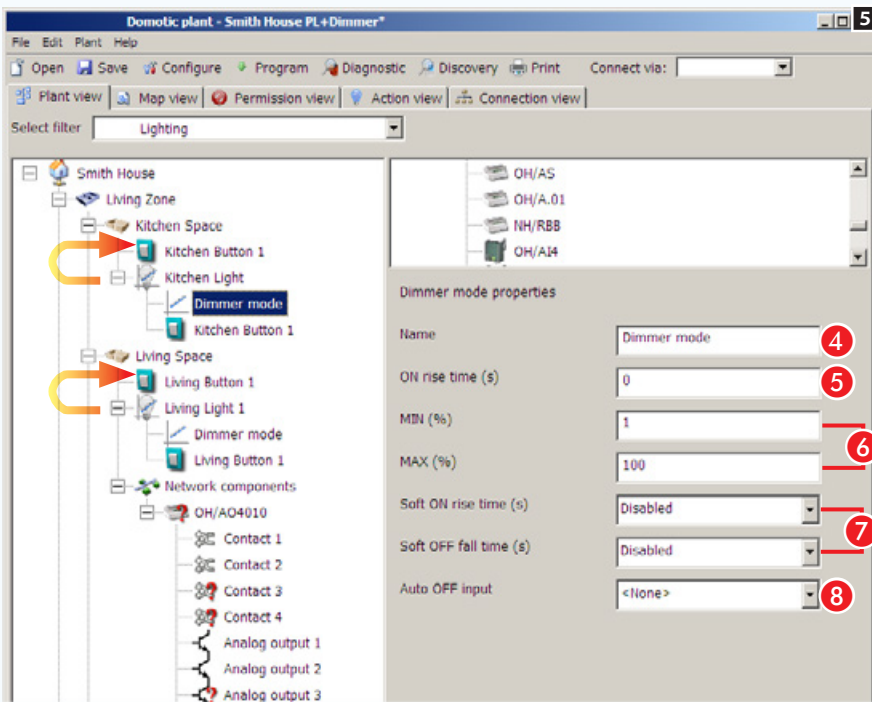 Domotic plant - Smith House PL+Dimmer*
5
File Edit Plant Help
Open Save Configure Program Diagnostic Discovery Print Connect via:
Plant view Map view Permission view Action view Connection view
Select filter Lighting
Smith House
Living Zone
Kitchen Space
Kitchen Button 1
Kitchen Light
Dimmer mode
Kitchen Button 1
Living Space
Living Button 1
Living Light 1
Dimmer mode
Living Button 1
Network components
OH/AO4010
Contact 1
Contact 2
Contact 3
Contact 4
Analog output 1
Analog output 2
Analog output 3
OH/AS
OH/A.01
NH/RBB
OH/AI4
Dimmer mode properties
Name Dimmer mode 4
ON rise time (s) 0 5
MIN (%) 1
6
MAX (%) 100
Soft ON rise time (s) Disabled
7
Soft OFF fall time (s) Disabled
Auto OFF input <None> 8